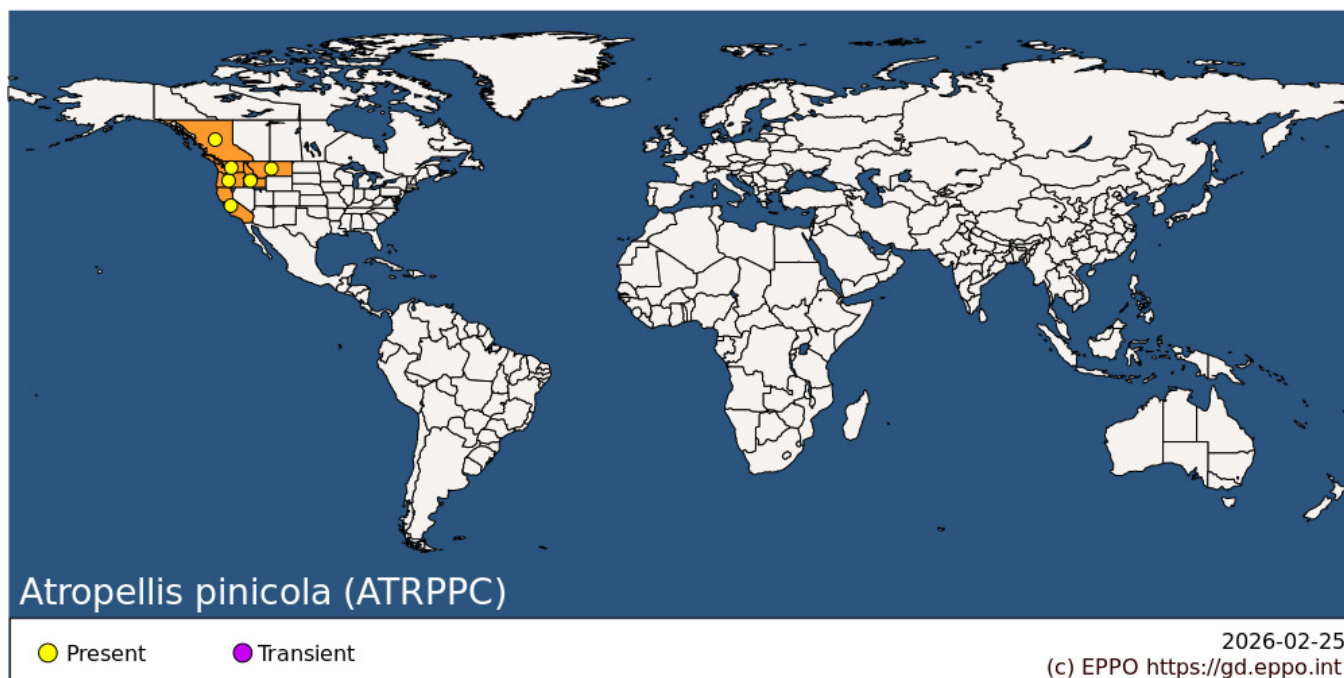 Atropellis pinicola (ATRPPC)
Present
Transient
2026-02-25
(c) EPPO https://gd.eppo.int